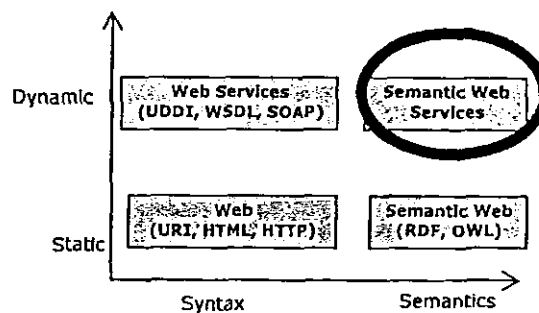 Dynamic
Web Services
(UDDI, WSDL, SOAP)
Semantic Web
Services
Static
Web
(URI, HTML, HTTP)
Semantic Web
(RDF, OWL)
Syntax
Semantics